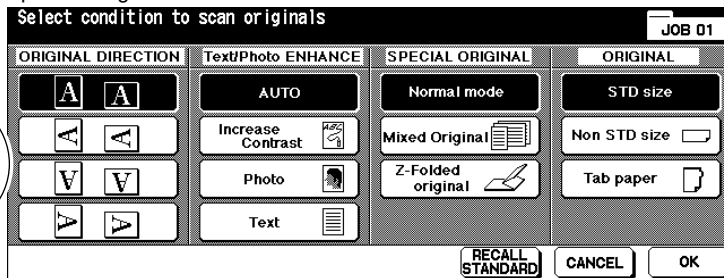 Select condition to scan originals
JOB 01
ORIGINAL DIRECTION
Text/Photo ENHANCE
SPECIAL ORIGINAL
ORIGINAL
A A
AUTO
Normal mode
STD size
A A
Increase
Contrast
ABC
Mixed Original
Non STD size
A A
Photo
Z-Folded
original
Tab paper
A A
Text
RECALL
STANDARD
CANCEL
OK